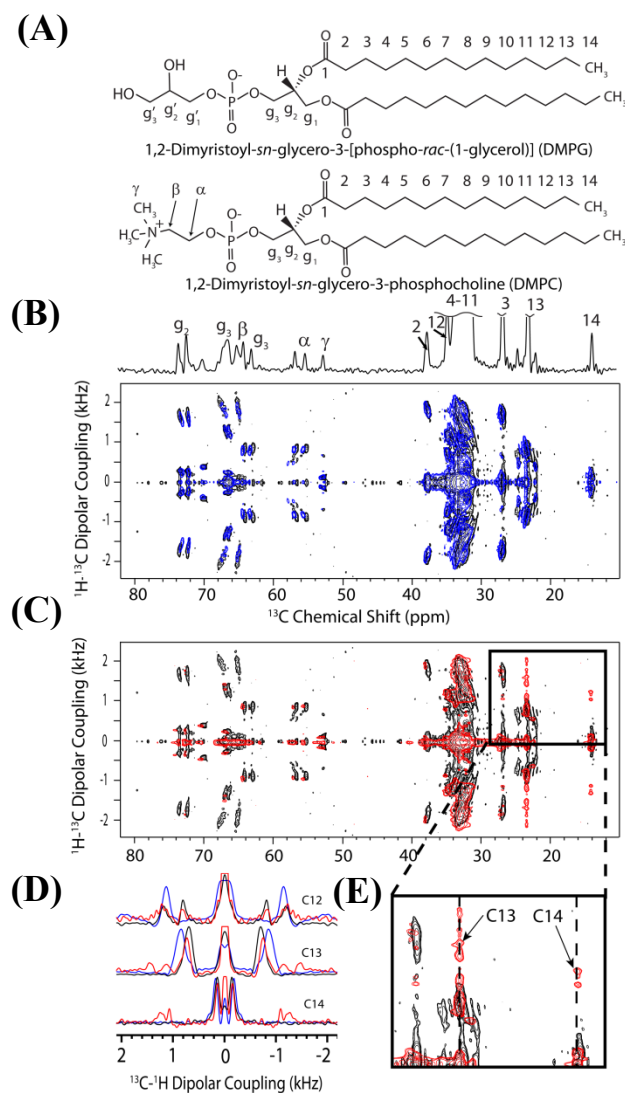 (A)
OH
O O⁻ O 2 3 4 5 6 7 8 9 10 11 12 13 14
H O 1 CH₃
HO O P O O CH₃
g'₃ g'₂ g'₁ O g₃ g₂ g₁ O
1,2-Dimyristoyl-sn-glycero-3-[phospho-rac-(1-glycerol)] (DMPG)
γ β α O O⁻ O 2 3 4 5 6 7 8 9 10 11 12 13 14
CH₃ H O 1 CH₃
H₃C N⁺ O P O O CH₃
H₃C O g₃ g₂ g₁ O
1,2-Dimyristoyl-sn-glycero-3-phosphocholine (DMPC)
(B)
g₂ g₃ β g₃ α γ 2 12 4-11 3 13 14
¹H-¹³C Dipolar Coupling (kHz)
2
1
0
-1
-2
80 70 60 50 40 30 20
¹³C Chemical Shift (ppm)
(C)
¹H-¹³C Dipolar Coupling (kHz)
2
1
0
-1
-2
80 70 60 50 40 30 20
(D)
C12
C13
C14
2 1 0 -1 -2
¹³C-¹H Dipolar Coupling (kHz)
(E)
C13
C14